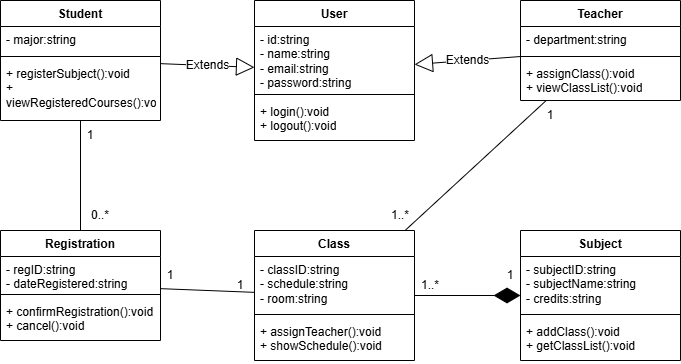 Student
- major:string
+ registerSubject():void
+
viewRegisteredCourses():vo
User
- id:string
- name:string
- email:string
- password:string
+ login():void
+ logout():void
Teacher
- department:string
+ assignClass():void
+ viewClassList():void
Extends
Extends
1
0..*
1
1..*
Registration
- regID:string
- dateRegistered:string
+ confirmRegistration():void
+ cancel():void
1
1
Class
- classID:string
- schedule:string
- room:string
+ assignTeacher():void
+ showSchedule():void
1..*
1
Subject
- subjectID:string
- subjectName:string
- credits:string
+ addClass():void
+ getClassList():void